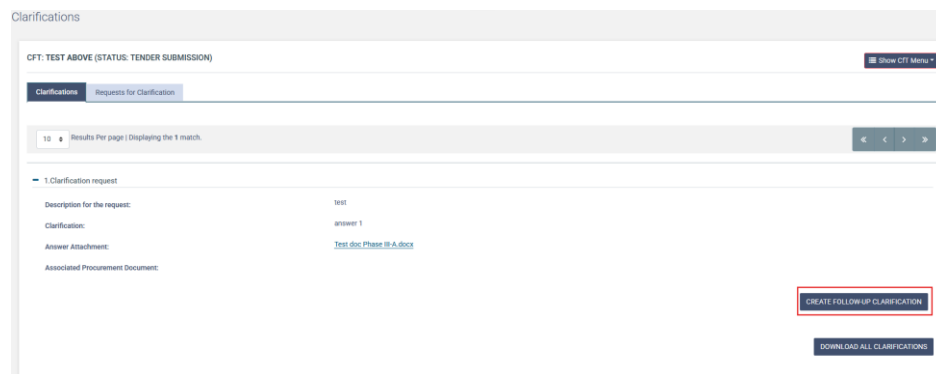 Clarifications
CFT: TEST ABOVE (STATUS: TENDER SUBMISSION)
Show CfT Menu
Clarifications Requests for Clarification
10 Results Per page | Displaying the 1 match.
« ‹ › »
1.Clarification request
Description for the request: test
Clarification: answer 1
Answer Attachment: Test doc Phase III-A.docx
Associated Procurement Document:
CREATE FOLLOW-UP CLARIFICATION
DOWNLOAD ALL CLARIFICATIONS